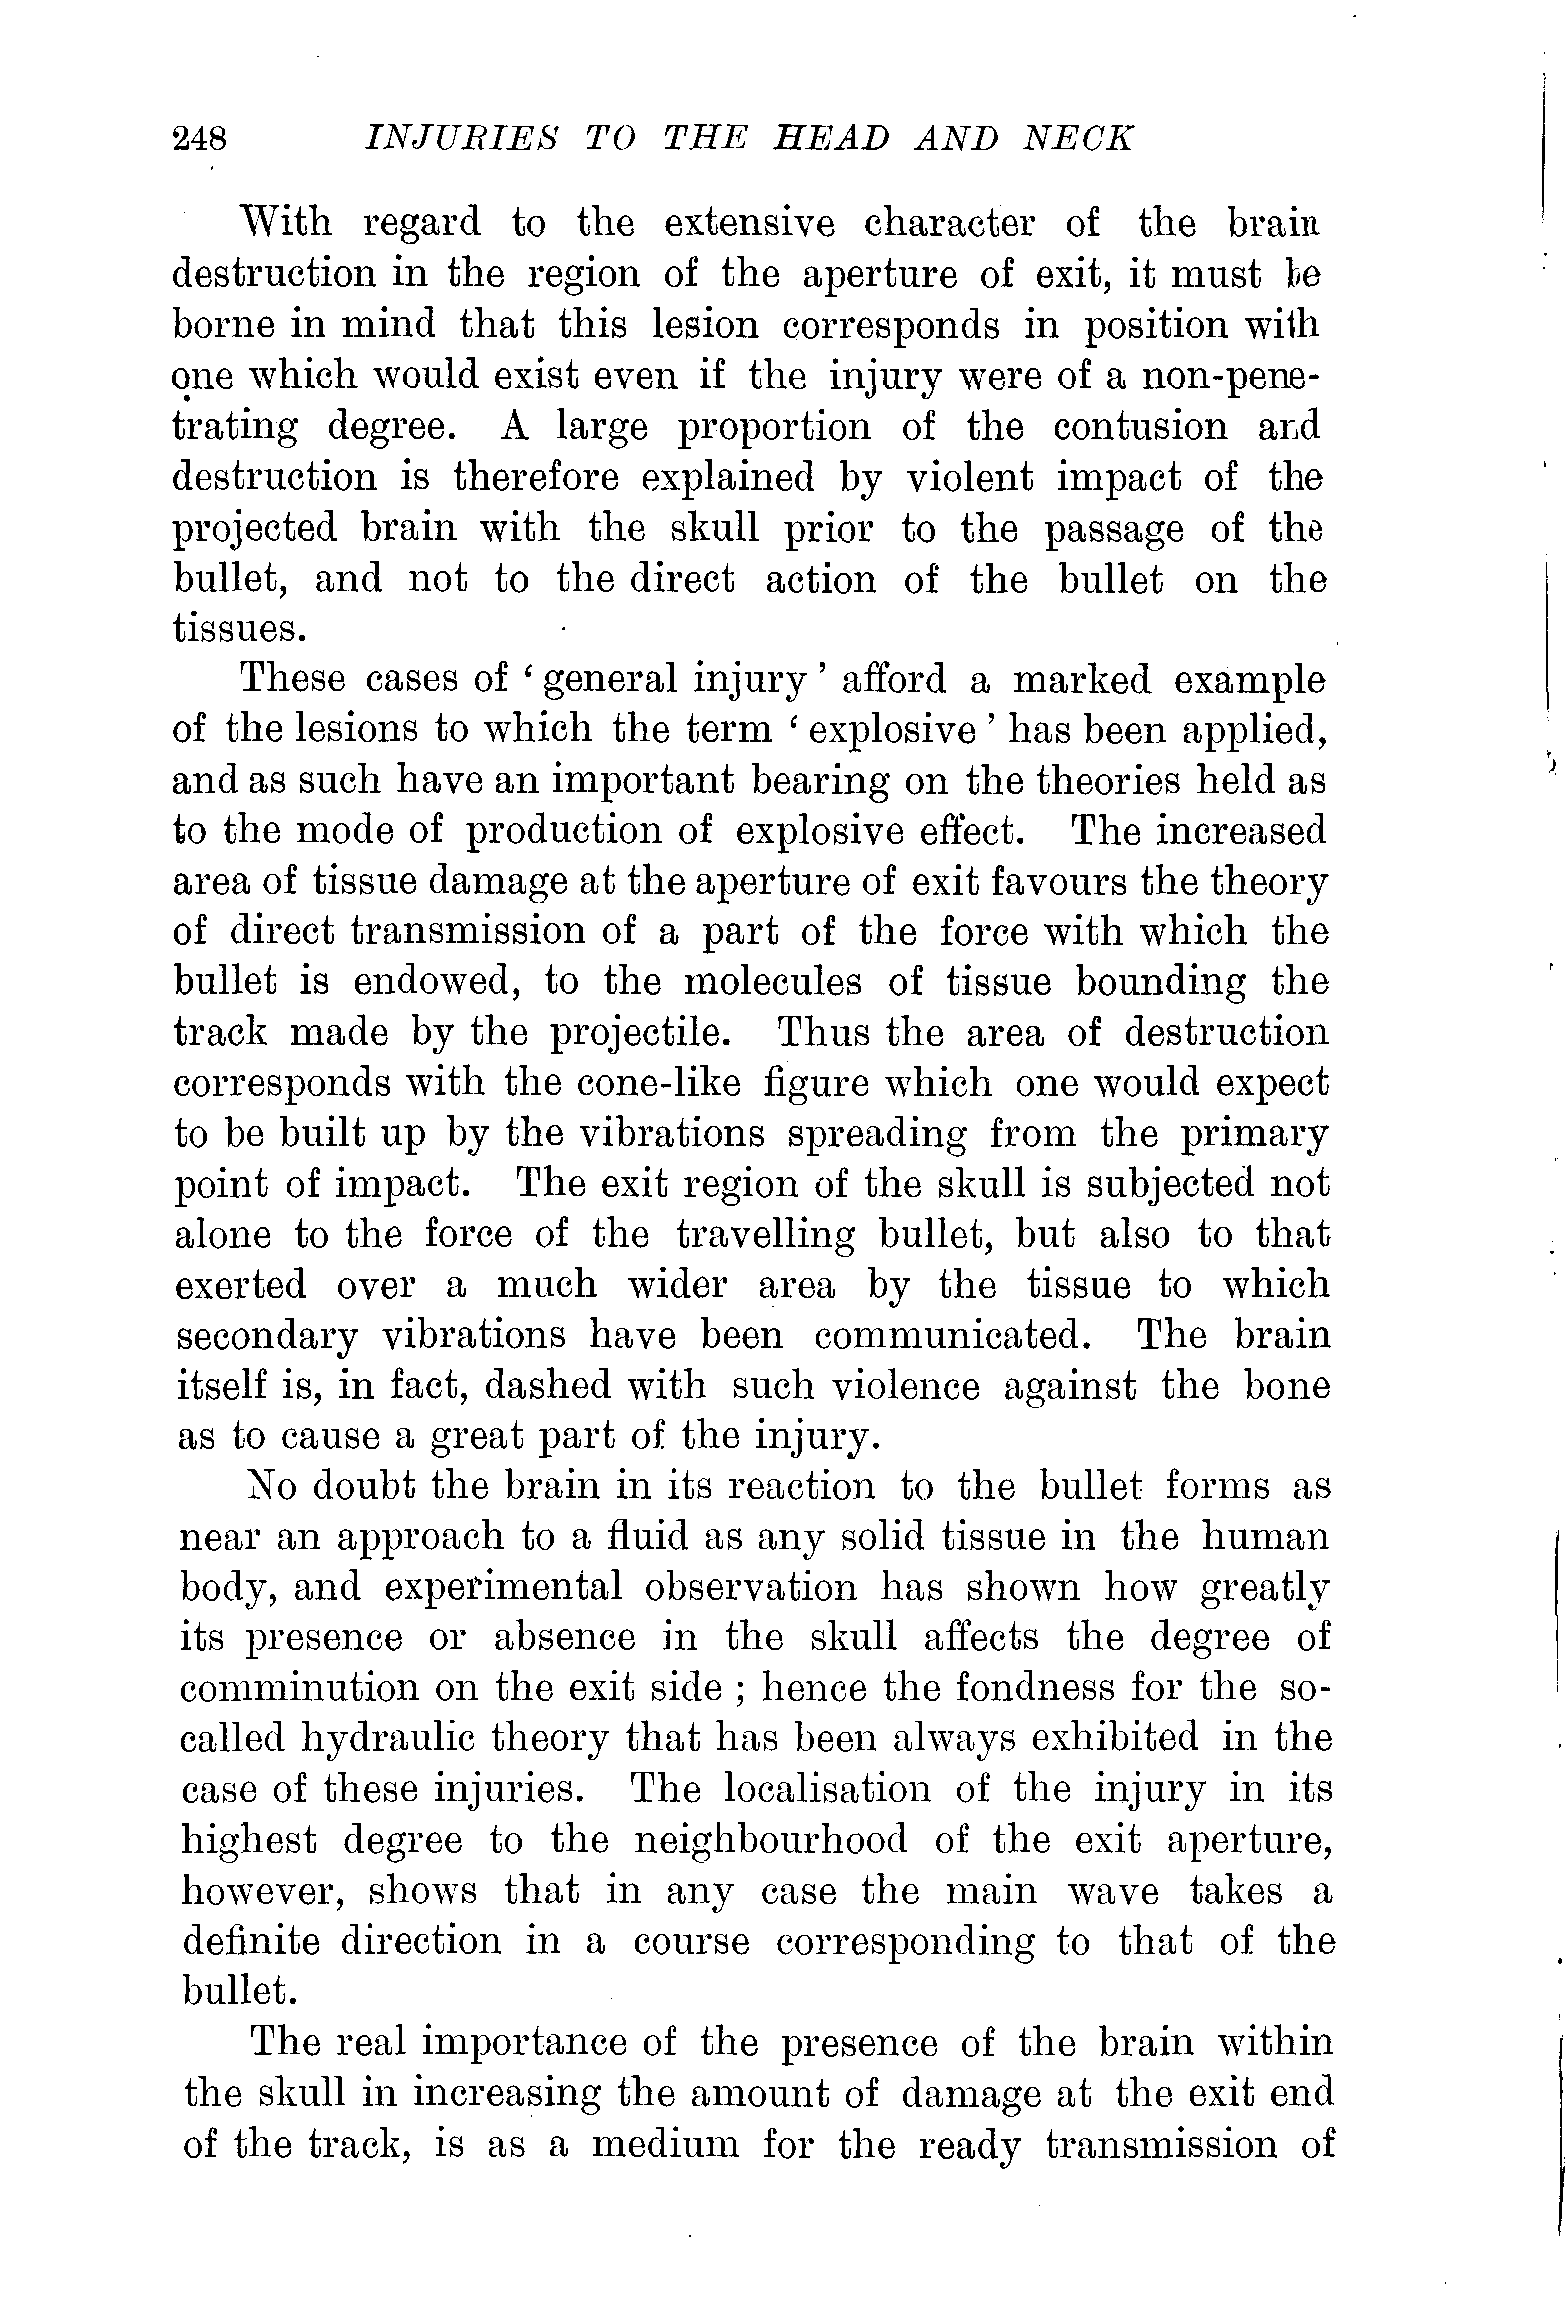 248 INJURIES TO THE HEAD AND NECK
With regard to the extensive character of the brain
destruction in the region of the aperture of exit, it must be
borne in mind that this lesion corresponds in position with
one which would exist even if the injury were of a non-pene-
trating degree. A large proportion of the contusion and
destruction is therefore explained by violent impact of the
projected brain with the skull prior to the passage of the
bullet, and not to the direct action of the bullet on the
tissues.
These cases of ‘ general injury ’ afford a marked example
of the lesions to which the term ‘ explosive ’ has been applied,
and as such have an important bearing on the theories held as
to the mode of production of explosive effect. The increased
area of tissue damage at the aperture of exit favours the theory
of direct transmission of a part of the force with which the
bullet is endowed, to the molecules of tissue bounding the
track made by the projectile. Thus the area of destruction
corresponds with the cone-like figure which one would expect
to be built up by the vibrations spreading from the primary
point of impact. The exit region of the skull is subjected not
alone to the force of the travelling bullet, but also to that
exerted over a much wider area by the tissue to which
secondary vibrations have been communicated. The brain
itself is, in fact, dashed with such violence against the bone
as to cause a great part of the injury.
No doubt the brain in its reaction to the bullet forms as
near an approach to a fluid as any solid tissue in the human
body, and experimental observation has shown how greatly
its presence or absence in the skull affects the degree of
comminution on the exit side ; hence the fondness for the so-
called hydraulic theory that has been always exhibited in the
case of these injuries. The localisation of the injury in its
highest degree to the neighbourhood of the exit aperture,
however, shows that in any case the main wave takes a
definite direction in a course corresponding to that of the
bullet.
The real importance of the presence of the brain within
the skull in increasing the amount of damage at the exit end
of the track, is as a medium for the ready transmission of